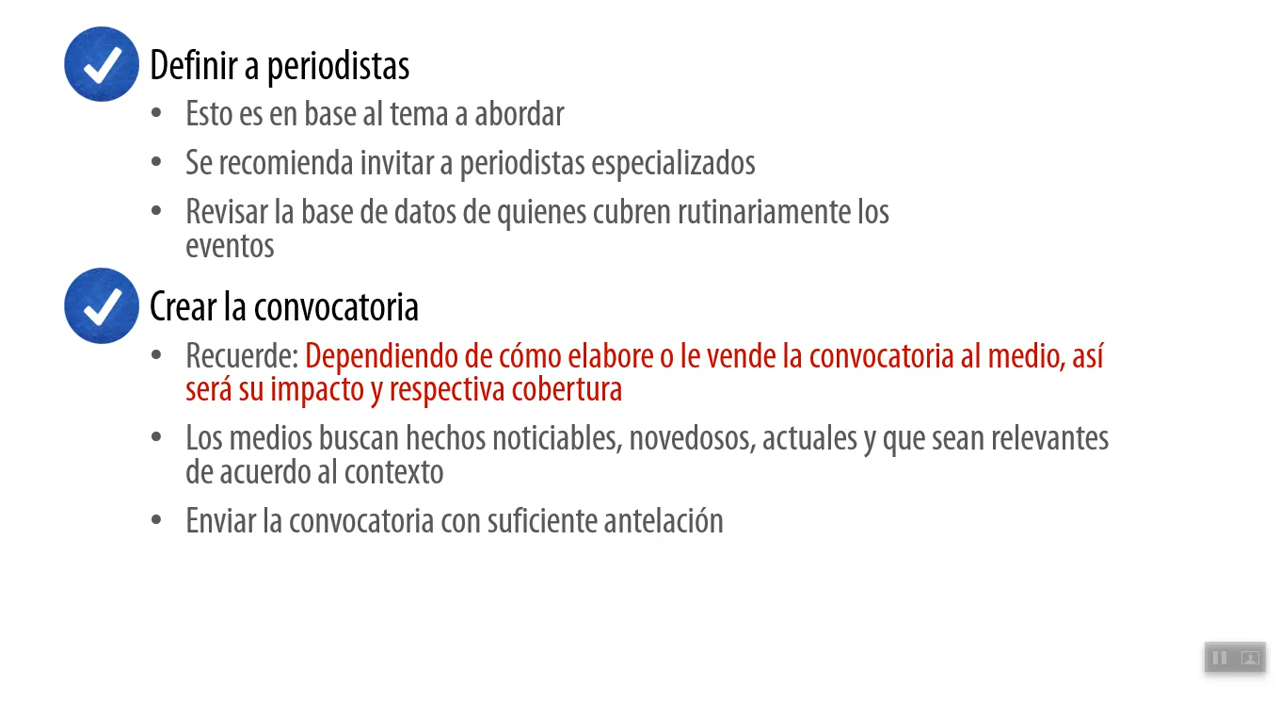 Definir a periodistas
• Esto es en base al tema a abordar
• Se recomienda invitar a periodistas especializados
• Revisar la base de datos de quienes cubren rutinariamente los
eventos
Crear la convocatoria
• Recuerde: Dependiendo de cómo elabore o le vende la convocatoria al medio, así
será su impacto y respectiva cobertura
• Los medios buscan hechos noticiables, novedosos, actuales y que sean relevantes
de acuerdo al contexto
• Enviar la convocatoria con suficiente antelación